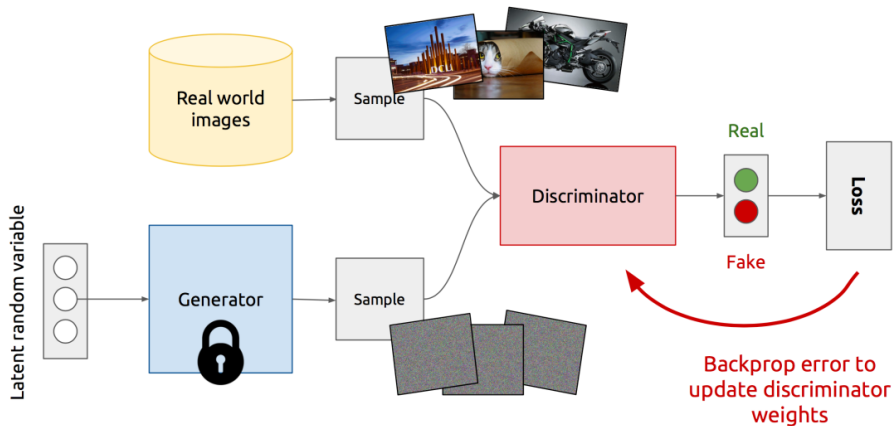 Real world
images
Sample
Real
Discriminator
Loss
Fake
Latent random variable
Generator
Sample
Backprop error to
update discriminator
weights